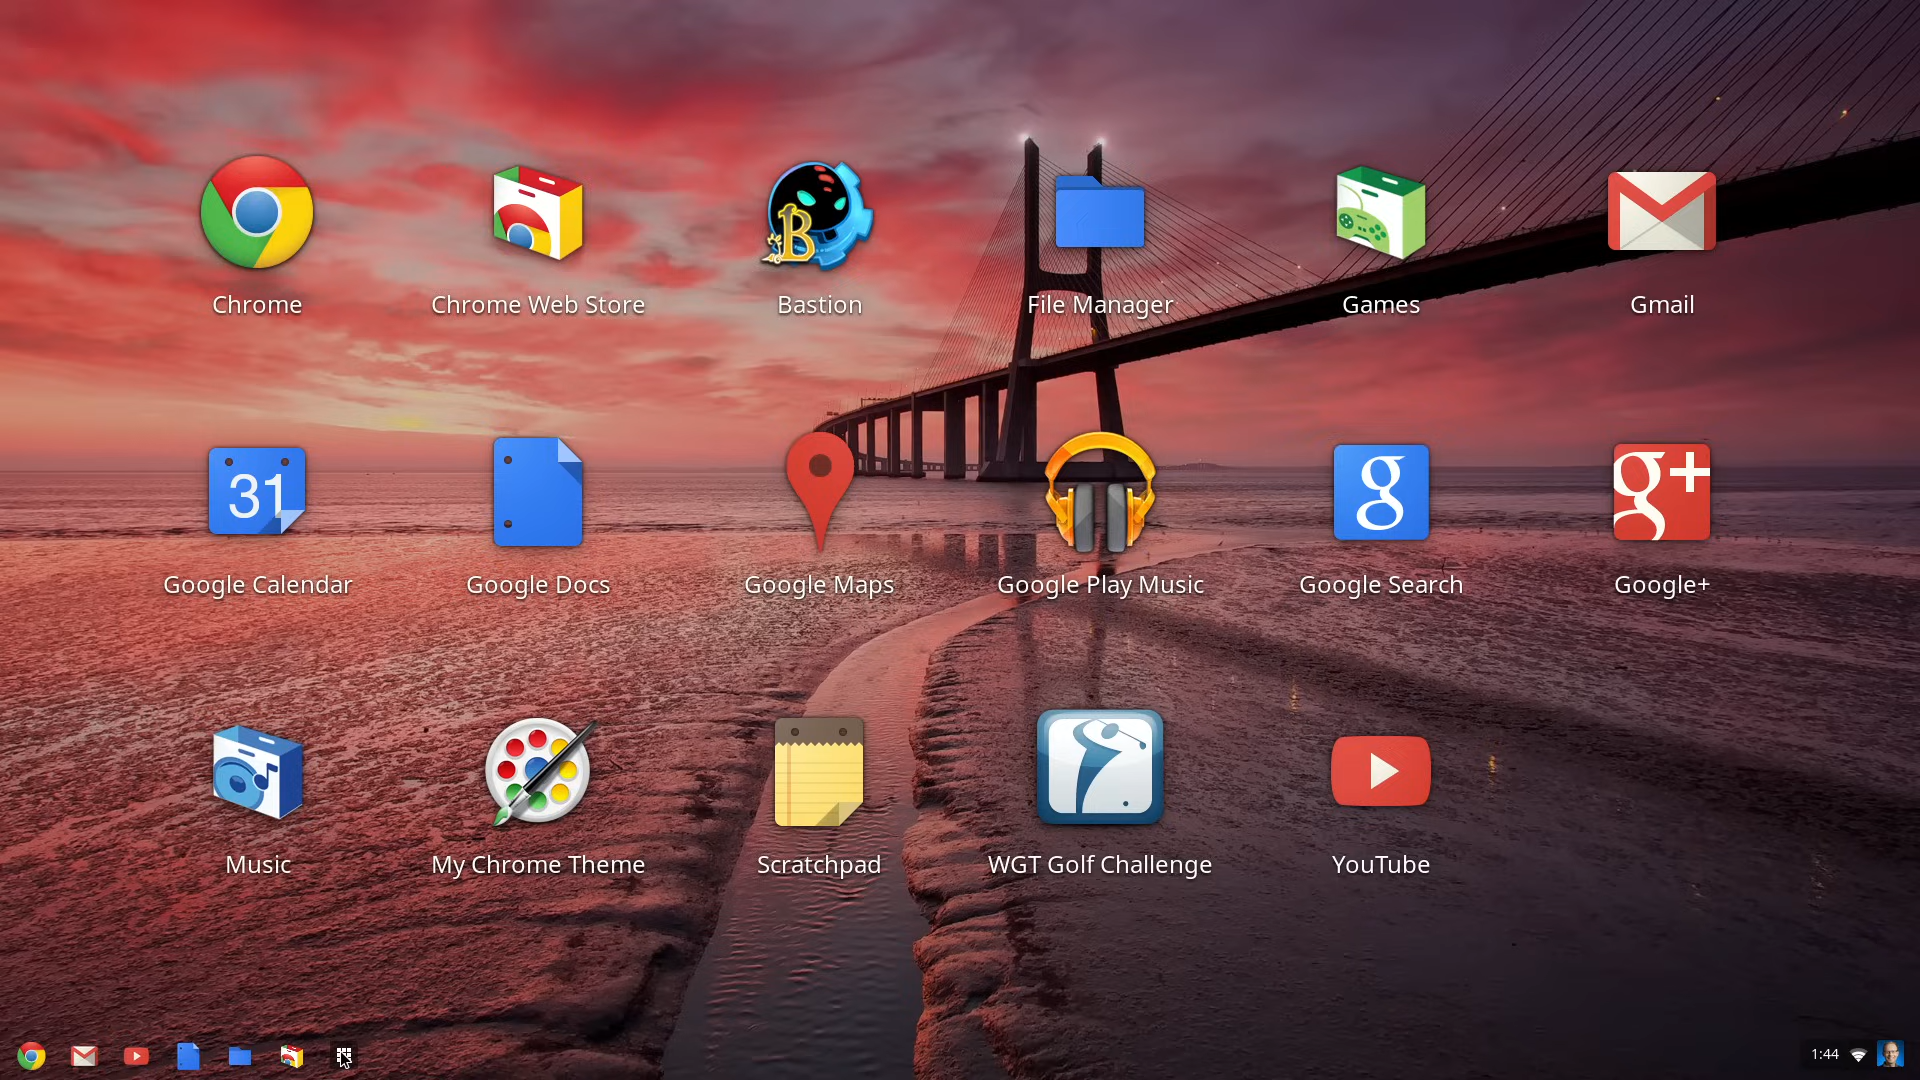 Chrome
Chrome Web Store
B
Bastion
File Manager
Games
Gmail
31
Google Calendar
Google Docs
Google Maps
Google Play Music
g
Google Search
g+
Google+
Music
My Chrome Theme
Scratchpad
WGT Golf Challenge
YouTube
1:44